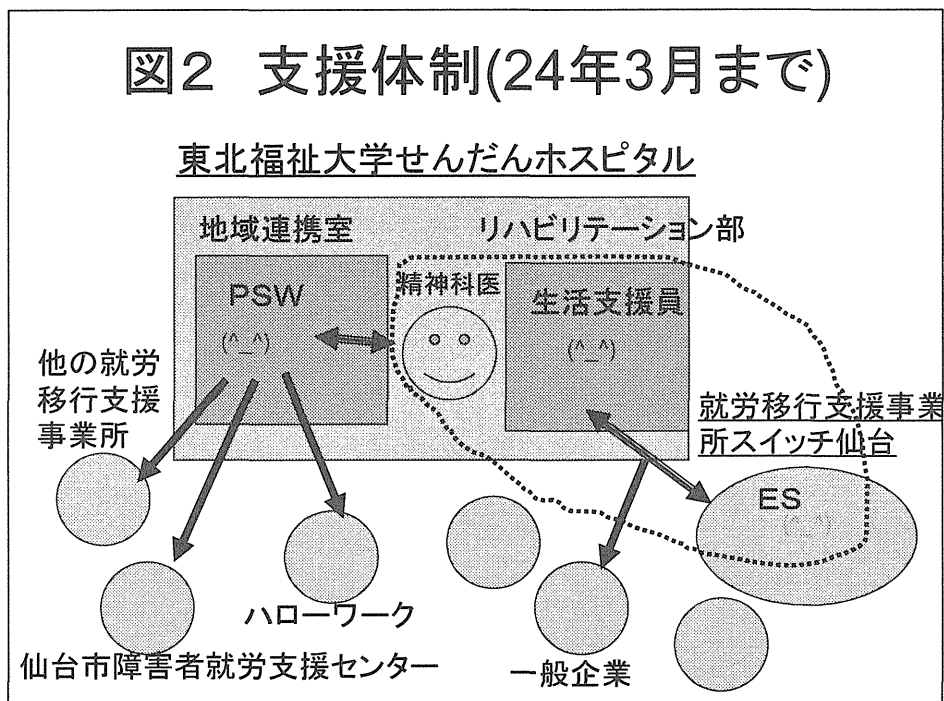 図2　支援体制(24年3月まで)
東北福祉大学せんだんホスピタル
地域連携室
リハビリテーション部
PSW
(^_^)
精神科医
生活支援員
(^_^)
他の就労
移行支援
事業所
就労移行支援事業
所スイッチ仙台
ES
(^_^)
ハローワーク
仙台市障害者就労支援センター
一般企業